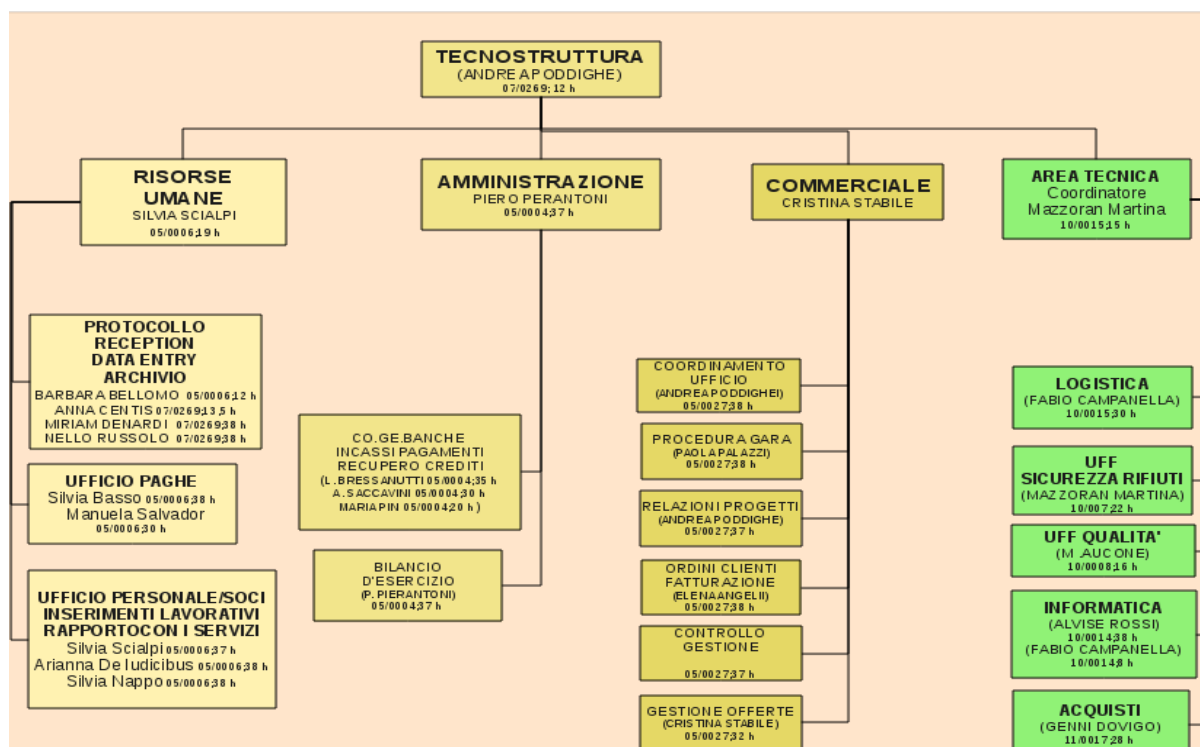 TECNOSTRUTTURA
(ANDREA PODDIGHE)
07/0269; 12 h
RISORSE
UMANE
SILVIA SCIALPI
05/0006;19 h
AMMINISTRAZIONE
PIERO PERANTONI
05/0004;37 h
COMMERCIALE
CRISTINA STABILE
AREA TECNICA
Coordinatore
Mazzoran Martina
10/0015;15 h
PROTOCOLLO
RECEPTION
DATA ENTRY
ARCHIVIO
BARBARA BELLOMO 05/0006;12 h
ANNA CENTIS 07/0269;13,5 h
MIRIAM DENARDI 07/0269;38 h
NELLO RUSSOLO 07/0269;38 h
UFFICIO PAGHE
Silvia Basso 05/0006;38 h
Manuela Salvador
05/0006;30 h
UFFICIO PERSONALE/SOCI
INSERIMENTI LAVORATIVI
RAPPORTOCON I SERVIZI
Silvia Scialpi 05/0006;37 h
Arianna De Iudicibus 05/0006;38 h
Silvia Nappo 05/0006;38 h
CO.GE.BANCHE
INCASSI PAGAMENTI
RECUPERO CREDITI
(L. BRESSANUTTI 05/0004;35 h
A. SACCAVINI 05/0004;30 h
MARIA PIN 05/0004;20 h )
BILANCIO
D'ESERCIZIO
(P. PIERANTONI)
05/0004;37 h
COORDINAMENTO
UFFICIO
(ANDREA PODDIGHEI)
05/0027;38 h
PROCEDURA GARA
(PAOLA PALAZZI)
05/0027;38 h
RELAZIONI PROGETTI
(ANDREA PODDIGHE)
05/0027;37 h
ORDINI CLIENTI
FATTURAZIONE
(ELENA ANGELII)
05/0027;38 h
CONTROLLO
GESTIONE
05/0027;37 h
GESTIONE OFFERTE
(CRISTINA STABILE)
05/0027;32 h
LOGISTICA
(FABIO CAMPANELLA)
10/0015;30 h
UFF
SICUREZZA RIFIUTI
(MAZZORAN MARTINA)
10/007;22 h
UFF QUALITA'
(M .AUCONE)
10/0008;16 h
INFORMATICA
(ALVISE ROSSI)
10/0014;38 h
(FABIO CAMPANELLA)
10/0014;8 h
ACQUISTI
(GENNI DOVIGO)
11/0017;28 h